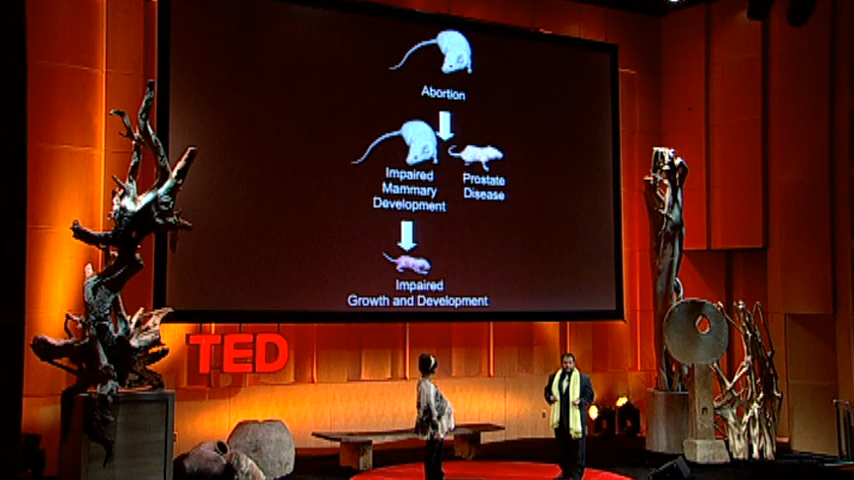 Abortion
Impaired
Mammary
Development
Prostate
Disease
Impaired
Growth and Development
TED